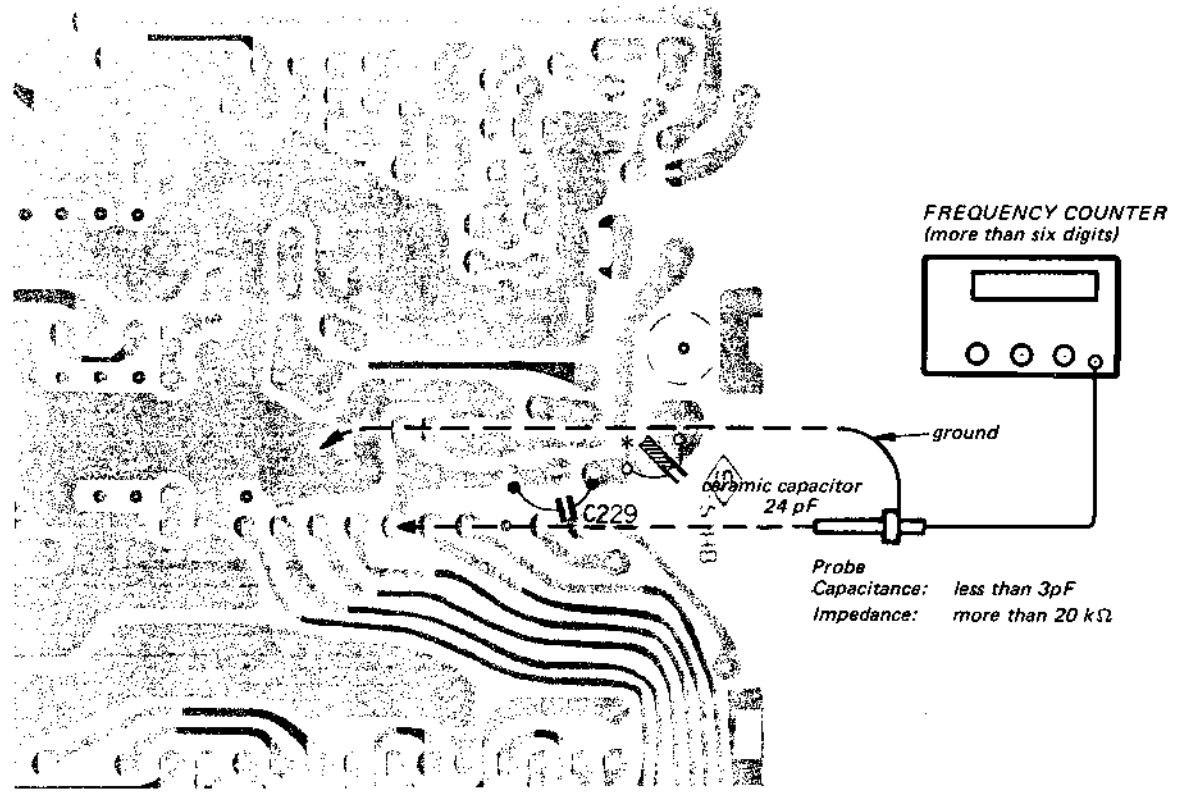 FREQUENCY COUNTER
(more than six digits)
ground
*
ceramic capacitor
24 pF
C229
Probe
Capacitance: less than 3pF
Impedance: more than 20 kΩ